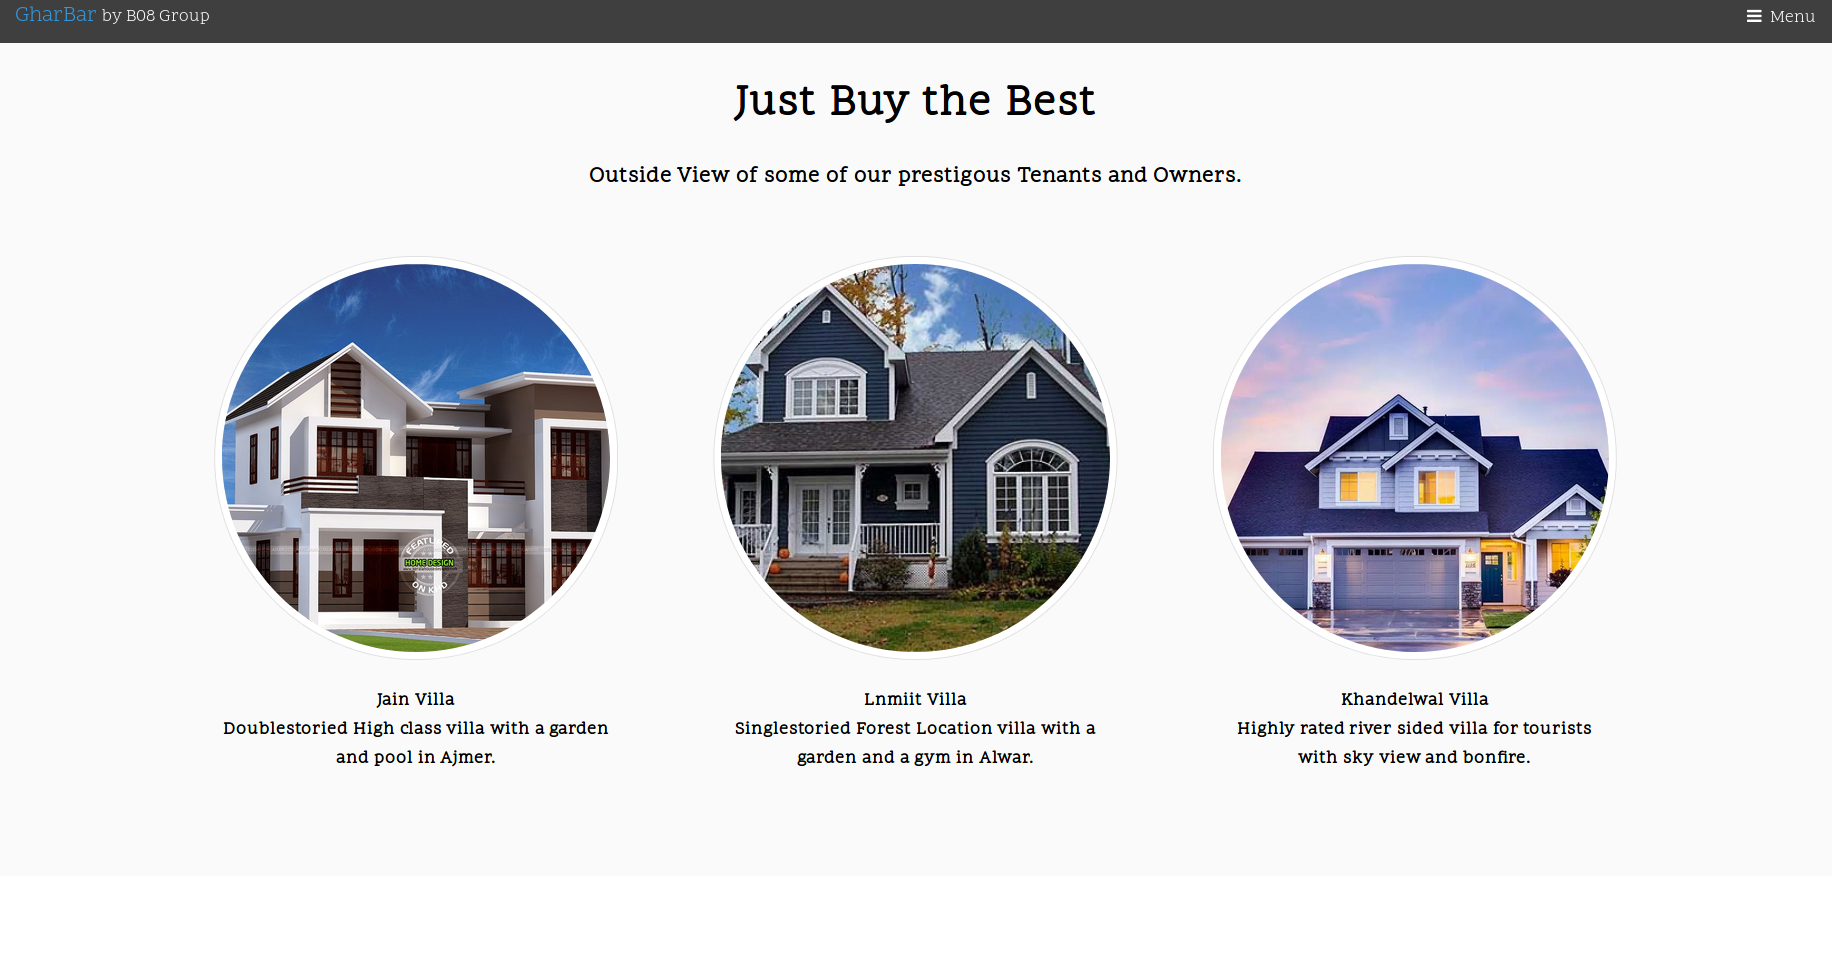 GharBar by B08 Group
Menu
Just Buy the Best
Outside View of some of our prestigous Tenants and Owners.
FEATURED
HOME DESIGN
Jain Villa
Doublestoried High class villa with a garden
and pool in Ajmer.
Lnmiit Villa
Singlestoried Forest Location villa with a
garden and a gym in Alwar.
Khandelwal Villa
Highly rated river sided villa for tourists
with sky view and bonfire.